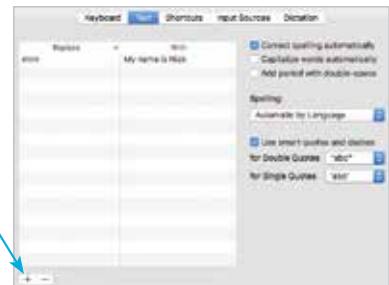 Keyboard Text Shortcuts Input Sources Dictation
Replace With
My name is Nick
Correct spelling automatically
Capitalize words automatically
Add period with double-space
Spelling:
Automatic by Language
Use smart quotes and dashes
for Double Quotes "abc"
for Single Quotes 'abc'
+ −